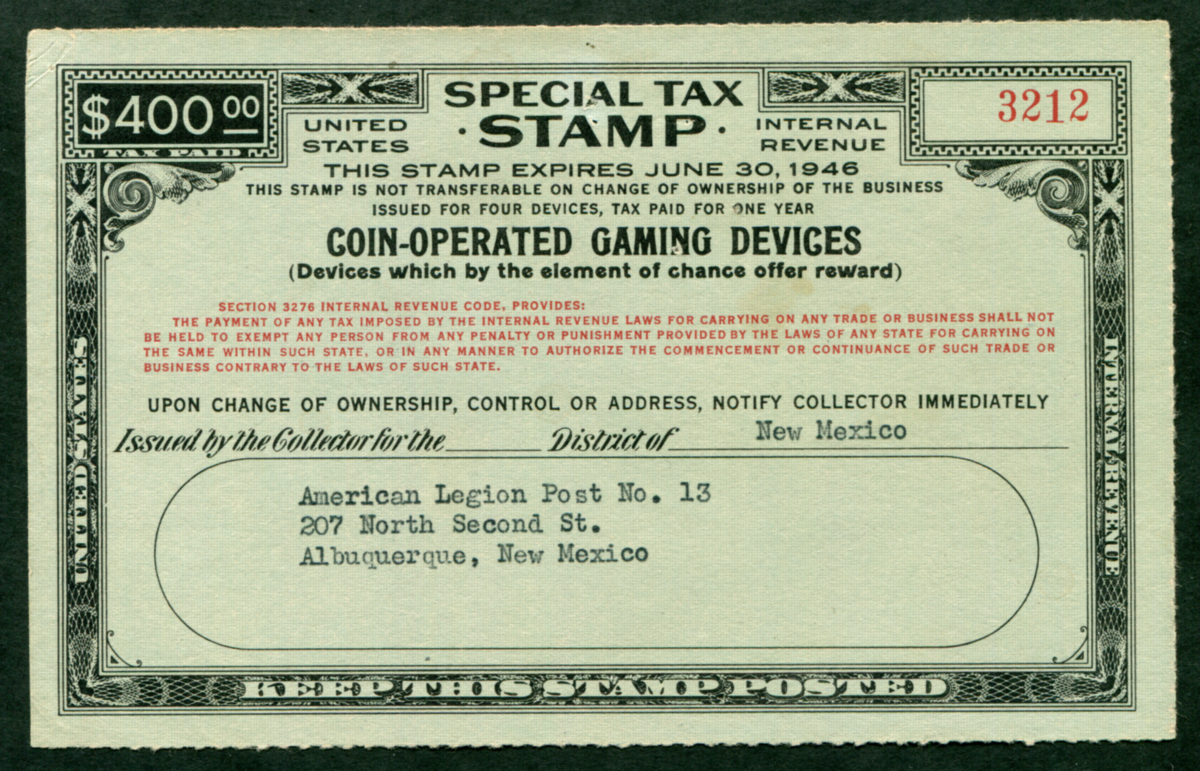 $400.00
TAX PAID
UNITED STATES
SPECIAL TAX
· STAMP ·
INTERNAL REVENUE
3212
THIS STAMP EXPIRES JUNE 30, 1946
THIS STAMP IS NOT TRANSFERABLE ON CHANGE OF OWNERSHIP OF THE BUSINESS
ISSUED FOR FOUR DEVICES, TAX PAID FOR ONE YEAR
COIN-OPERATED GAMING DEVICES
(Devices which by the element of chance offer reward)
SECTION 3276 INTERNAL REVENUE CODE, PROVIDES:
THE PAYMENT OF ANY TAX IMPOSED BY THE INTERNAL REVENUE LAWS FOR CARRYING ON ANY TRADE OR BUSINESS SHALL NOT
BE HELD TO EXEMPT ANY PERSON FROM ANY PENALTY OR PUNISHMENT PROVIDED BY THE LAWS OF ANY STATE FOR CARRYING ON
THE SAME WITHIN SUCH STATE, OR IN ANY MANNER TO AUTHORIZE THE COMMENCEMENT OR CONTINUANCE OF SUCH TRADE OR
BUSINESS CONTRARY TO THE LAWS OF SUCH STATE.
UPON CHANGE OF OWNERSHIP, CONTROL OR ADDRESS, NOTIFY COLLECTOR IMMEDIATELY
Issued by the Collector for the District of New Mexico
American Legion Post No. 13
207 North Second St.
Albuquerque, New Mexico
UNITED STATES
INTERNAL REVENUE
KEEP THIS STAMP POSTED